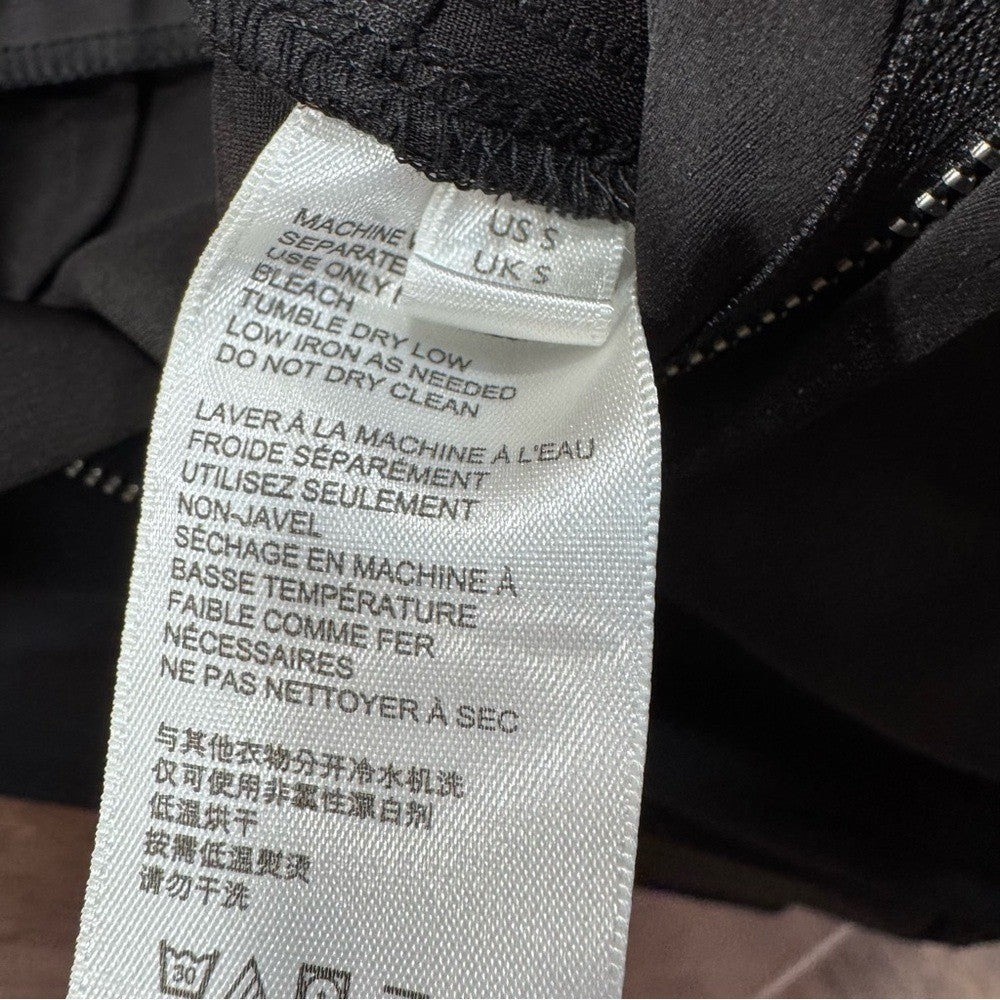 US S
UK S
MACHINE
SEPARATE
USE ONLY
BLEACH
TUMBLE DRY LOW
LOW IRON AS NEEDED
DO NOT DRY CLEAN
LAVER À LA MACHINE À L'EAU
FROIDE SÉPARÉMENT
UTILISEZ SEULEMENT
NON-JAVEL
SÉCHAGE EN MACHINE À
BASSE TEMPÉRATURE
FAIBLE COMME FER
NÉCESSAIRES
NE PAS NETTOYER À SEC
与其他衣物分开冷水机洗
仅可使用非氯性漂白剂
低温烘干
按需低温熨烫
请勿干洗
30